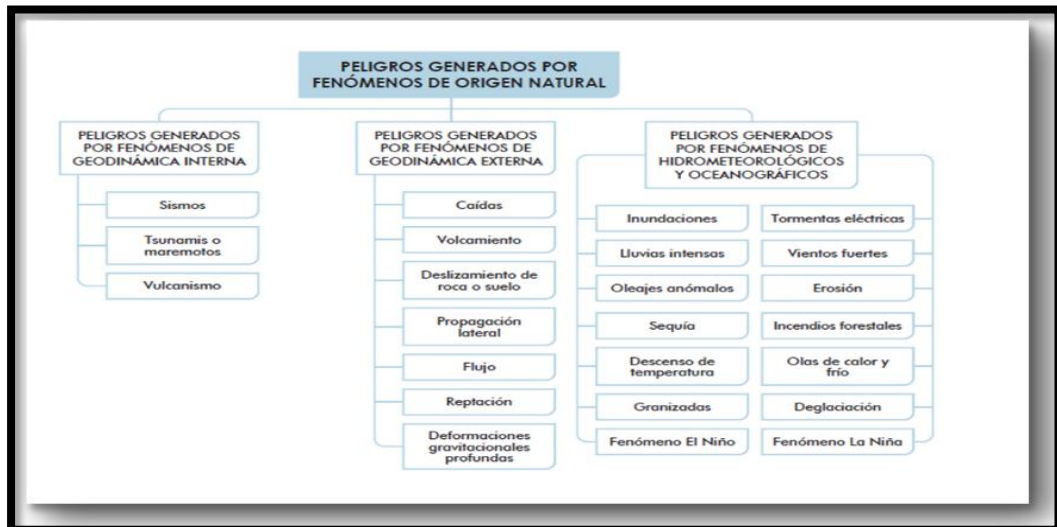 PELIGROS GENERADOS POR
FENÓMENOS DE ORIGEN NATURAL
PELIGROS GENERADOS
POR FENÓMENOS DE
GEODINÁMICA INTERNA
Sismos
Tsunamis o
maremotos
Vulcanismo
PELIGROS GENERADOS
POR FENÓMENOS DE
GEODINÁMICA EXTERNA
Caídas
Volcamiento
Deslizamiento de
roca o suelo
Propagación
lateral
Flujo
Reptación
Deformaciones
gravitacionales
profundas
PELIGROS GENERADOS
POR FENÓMENOS DE
HIDROMETEOROLÓGICOS
Y OCEANOGRÁFICOS
Inundaciones
Lluvias intensas
Oleajes anómalos
Sequía
Descenso de
temperatura
Granizadas
Fenómeno El Niño
Tormentas eléctricas
Vientos fuertes
Erosión
Incendios forestales
Olas de calor y
frío
Deglaciación
Fenómeno La Niña